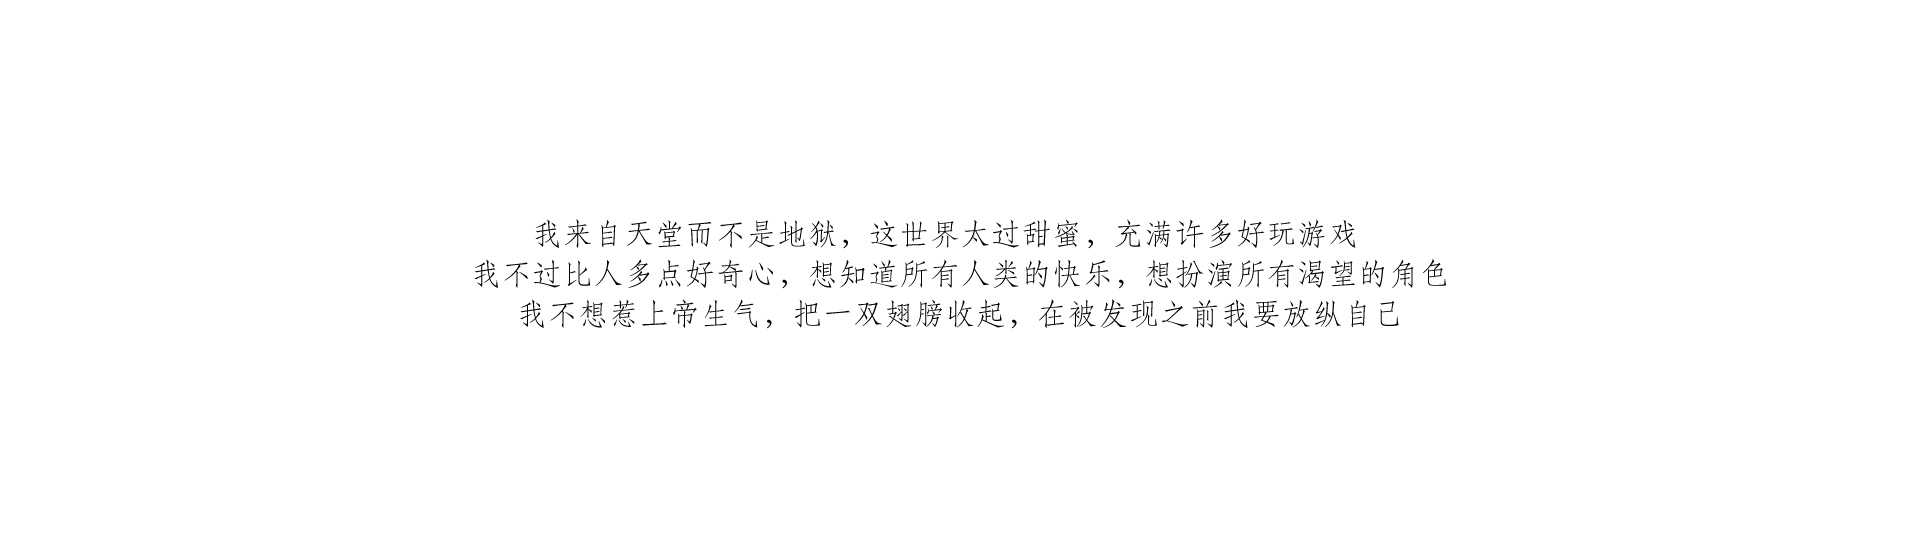 我来自天堂而不是地狱，这世界太过甜蜜，充满许多好玩游戏
我不过比人多点好奇心，想知道所有人类的快乐，想扮演所有渴望的角色
我不想惹上帝生气，把一双翅膀收起，在被发现之前我要放纵自己